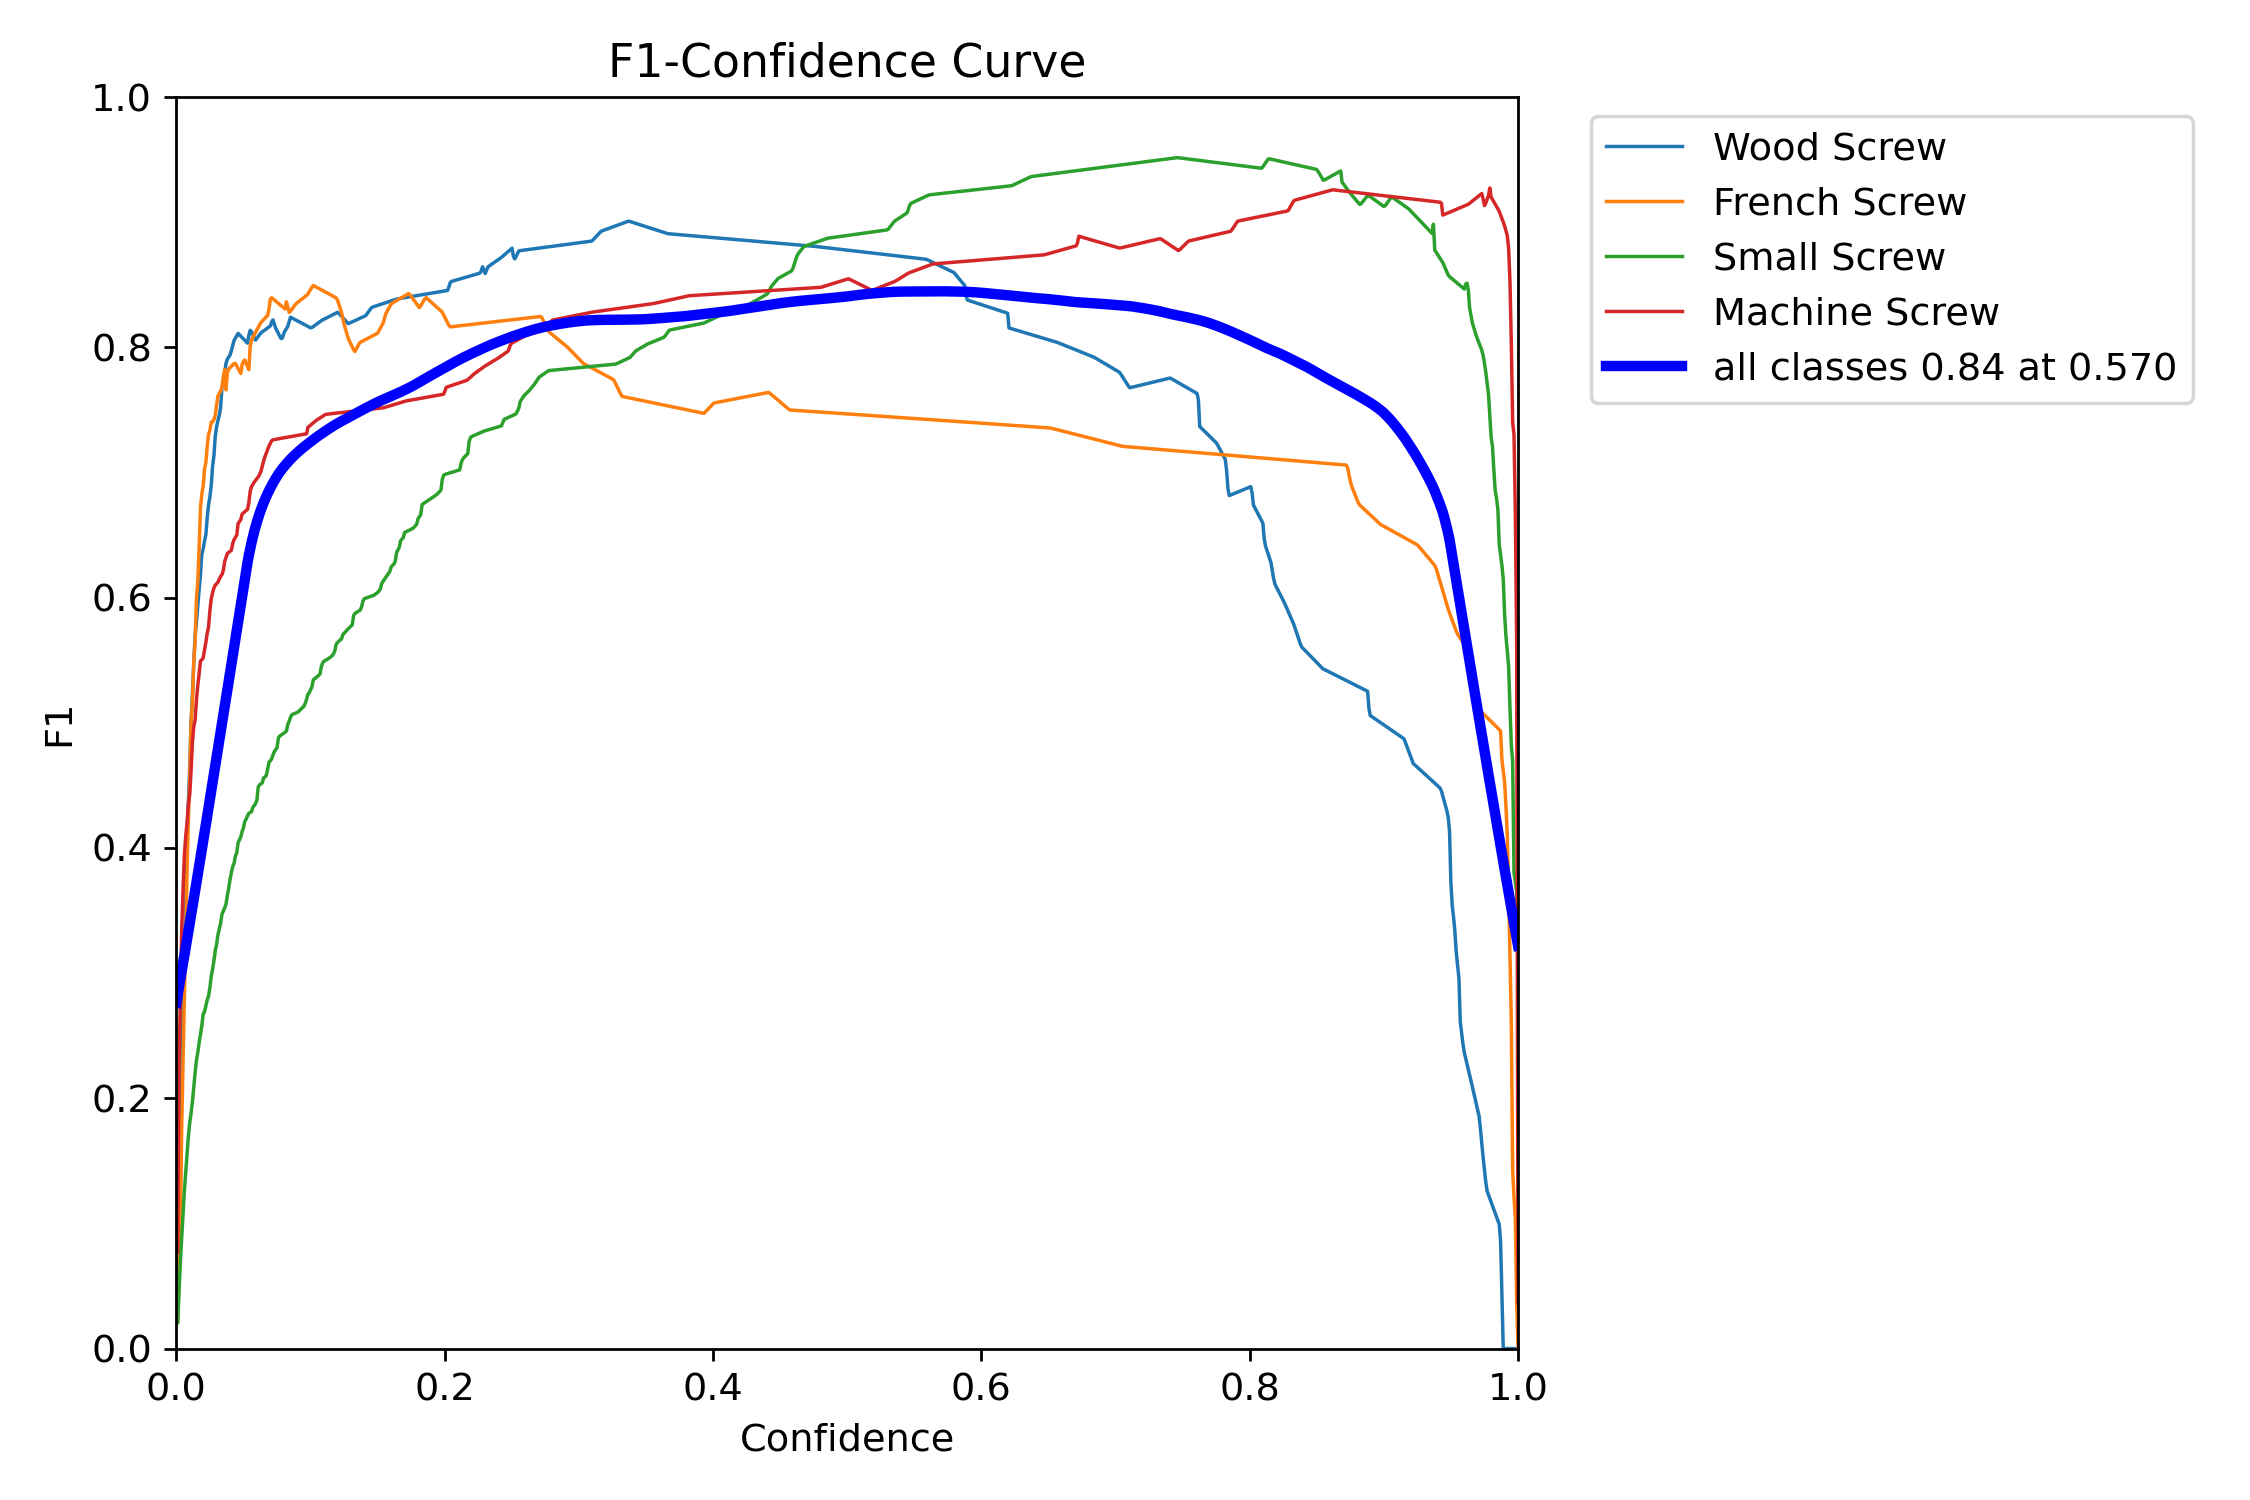 F1-Confidence Curve
1.0
0.8
0.6
0.4
0.2
0.0
F1
0.0 0.2 0.4 0.6 0.8 1.0
Confidence
Wood Screw
French Screw
Small Screw
Machine Screw
all classes 0.84 at 0.570